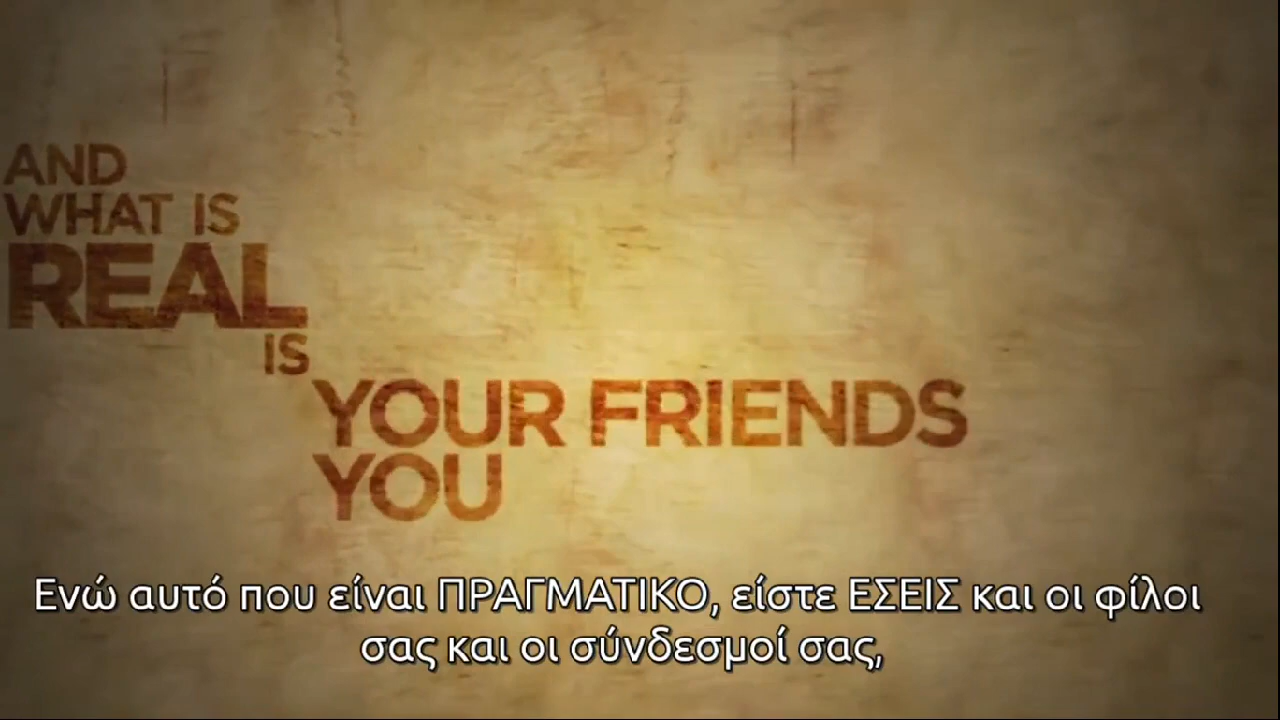 AND
WHAT IS
REAL
IS
YOUR FRIENDS
YOU
Ενώ αυτό που είναι ΠΡΑΓΜΑΤΙΚΟ, είστε ΕΣΕΙΣ και οι φίλοι
σας και οι σύνδεσμοί σας,